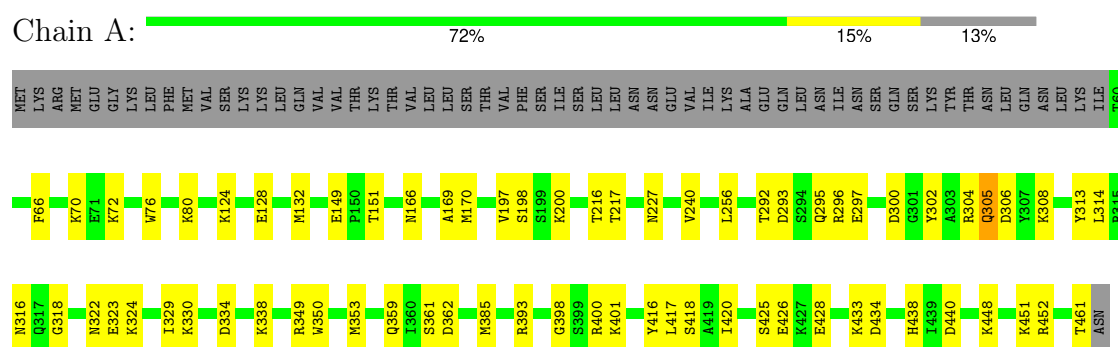 Chain A:
72% 15% 13%
MET LYS ARG MET GLU GLY LYS LEU PHE MET VAL SER LYS LYS LEU GLN VAL VAL THR LYS THR VAL LEU LEU SER THR VAL PHE SER ILE SER LEU LEU ASN ASN GLU VAL ILE LYS ALA GLU GLN LEU ASN ILE ASN SER GLN SER LYS TYR THR ASN LEU GLN ASN LEU LYS ILE T60
F66 K70 E71 K72 W76 K80 K124 E128 M132 E149 P150 T151 N166 A169 M170 V197 S198 S199 K200 T216 T217 N227 V240 L256 T292 D293 S294 Q295 R296 E297 D300 G301 Y302 A303 R304 Q305 D306 Y307 K308 Y313 L314 R315
N316 Q317 G318 N322 E323 K324 I329 K330 D334 K338 R349 W350 M353 Q359 I360 S361 D362 M385 R393 G398 S399 R400 K401 Y416 L417 S418 A419 I420 S425 E426 K427 E428 K433 D434 H438 I439 D440 K448 K451 R452 T461 ASN